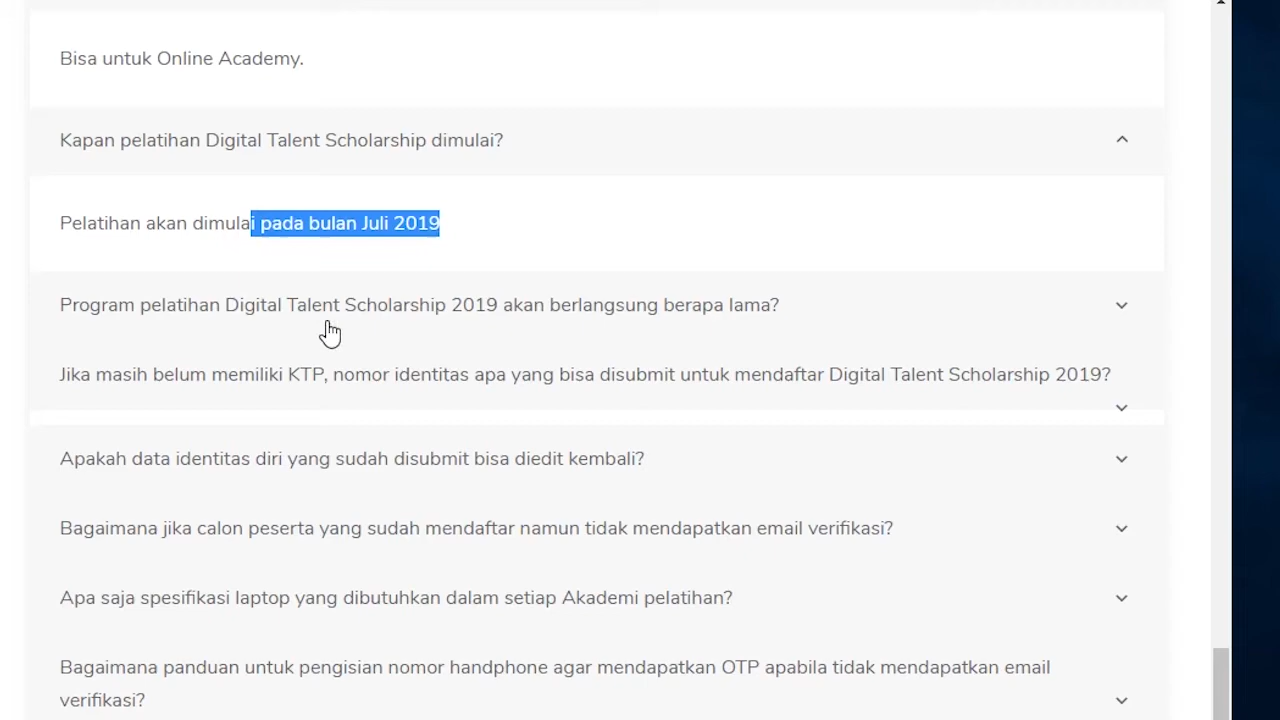 Bisa untuk Online Academy.
Kapan pelatihan Digital Talent Scholarship dimulai?
Pelatihan akan dimulai pada bulan Juli 2019
Program pelatihan Digital Talent Scholarship 2019 akan berlangsung berapa lama?
Jika masih belum memiliki KTP, nomor identitas apa yang bisa disubmit untuk mendaftar Digital Talent Scholarship 2019?
Apakah data identitas diri yang sudah disubmit bisa diedit kembali?
Bagaimana jika calon peserta yang sudah mendaftar namun tidak mendapatkan email verifikasi?
Apa saja spesifikasi laptop yang dibutuhkan dalam setiap Akademi pelatihan?
Bagaimana panduan untuk pengisian nomor handphone agar mendapatkan OTP apabila tidak mendapatkan email
verifikasi?